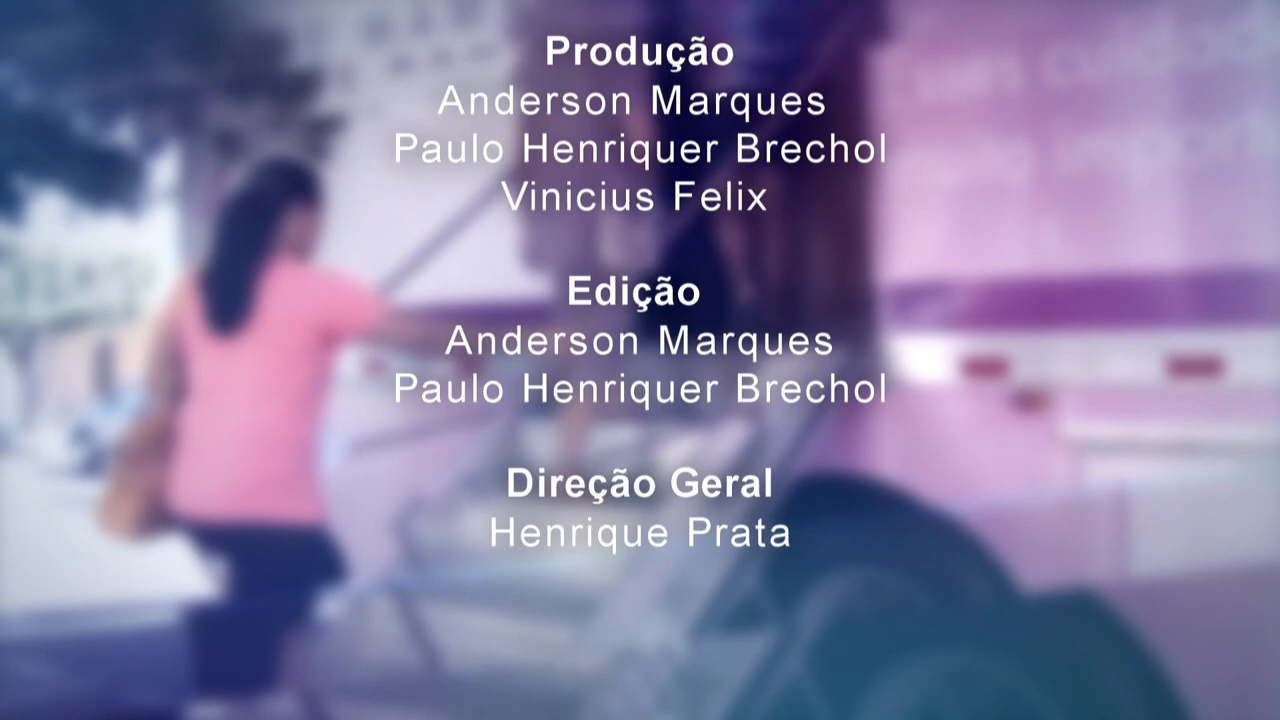 Produção
Anderson Marques
Paulo Henriquer Brechol
Vinicius Felix
Edição
Anderson Marques
Paulo Henriquer Brechol
Direção Geral
Henrique Prata